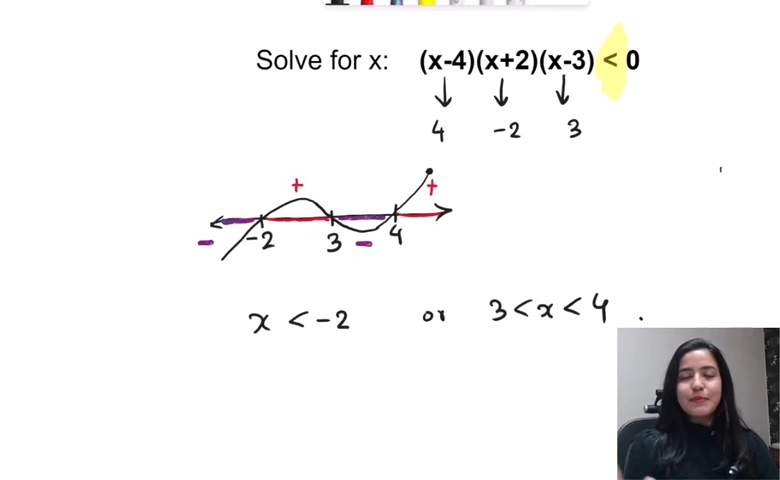 Solve for x: (x-4)(x+2)(x-3) < 0
4 -2 3
+ +
- -2 3 - 4
x < -2 or 3 < x < 4 .